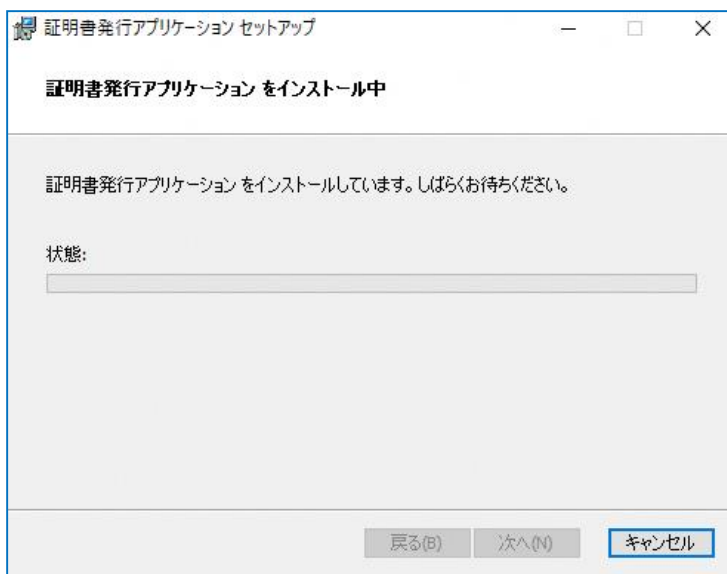 証明書発行アプリケーション セットアップ
証明書発行アプリケーション をインストール中
証明書発行アプリケーション をインストールしています。しばらくお待ちください。
状態:
戻る(B) 次へ(N) キャンセル